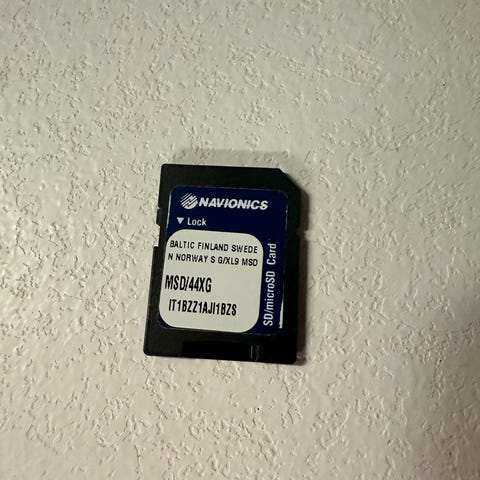 NAVIONICS
Lock
BALTIC FINLAND SWEDE
N NORWAY S G/XL9 MSD
MSD/44XG
IT1BZZ1AJI1BZS
SD/microSD Card